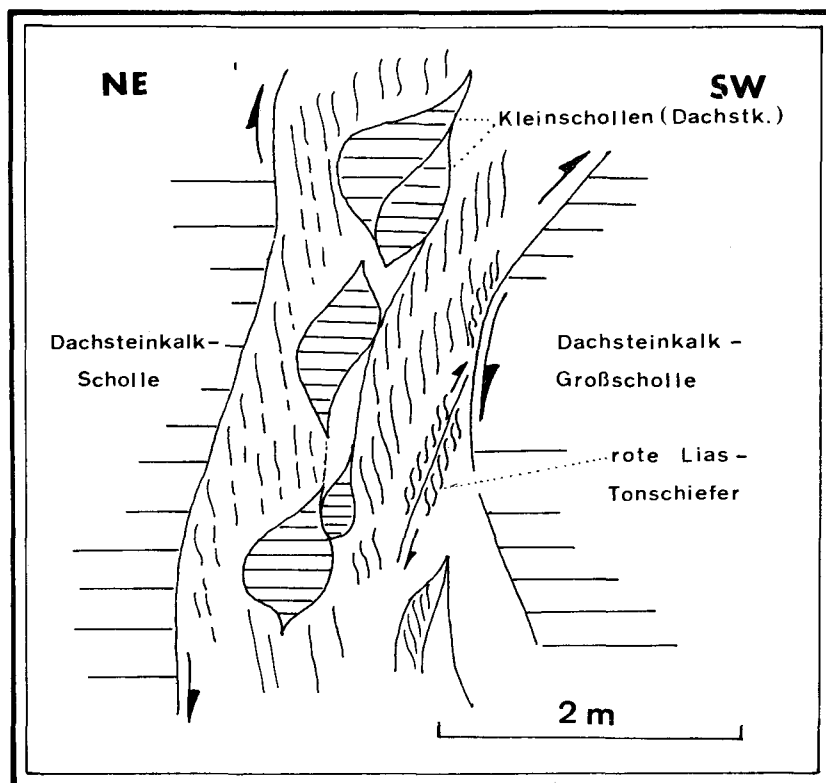 NE
SW
Kleinschollen (Dachstk.)
Dachsteinkalk-
Scholle
Dachsteinkalk -
Großscholle
rote Lias -
Tonschiefer
2 m